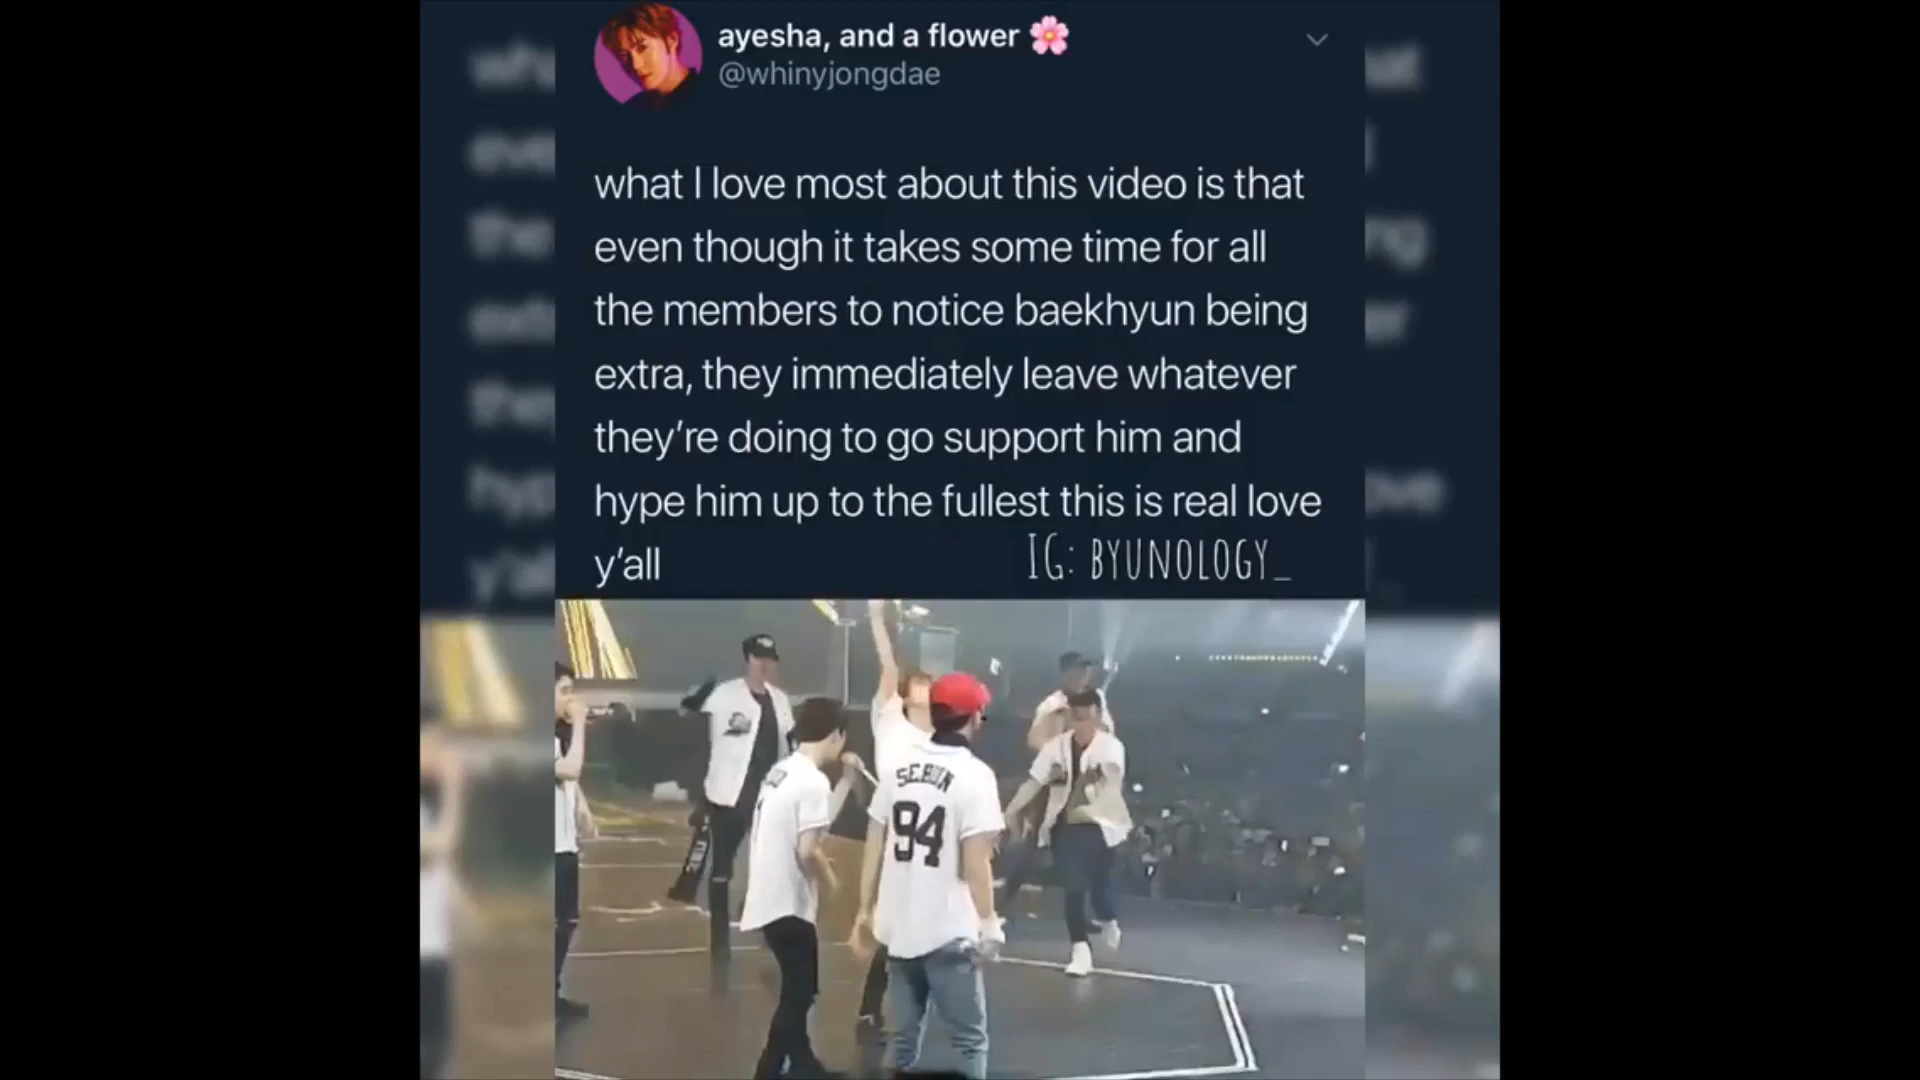 ayesha, and a flower 🌸
@whinyjongdae
what I love most about this video is that
even though it takes some time for all
the members to notice baekhyun being
extra, they immediately leave whatever
they're doing to go support him and
hype him up to the fullest this is real love
y'all
IG: BYUNOLOGY_
SEHUN
94